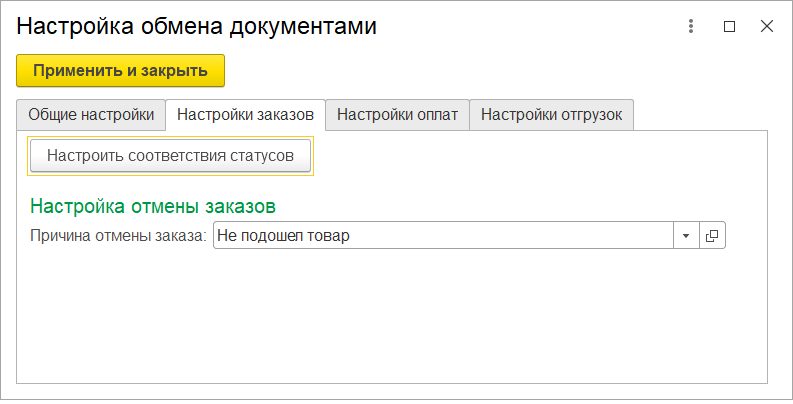 Настройка обмена документами
Применить и закрыть
Общие настройки Настройки заказов Настройки оплат Настройки отгрузок
Настроить соответствия статусов
Настройка отмены заказов
Причина отмены заказа: Не подошел товар